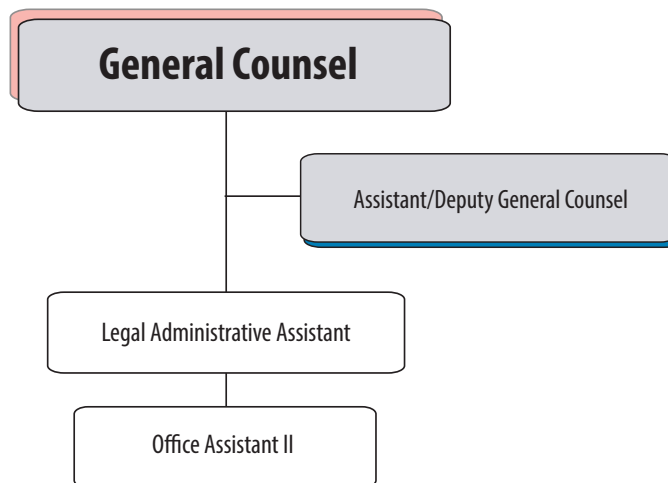 General Counsel
Assistant/Deputy General Counsel
Legal Administrative Assistant
Office Assistant II